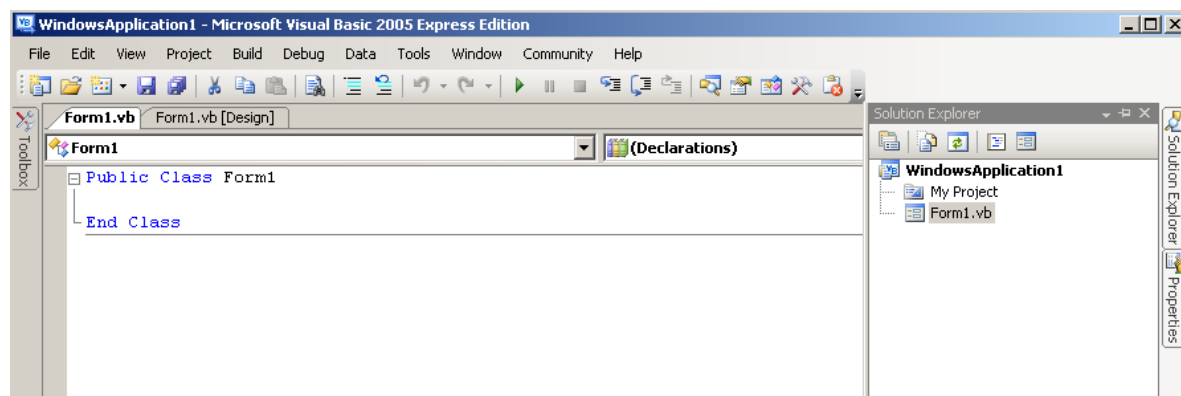 WindowsApplication1 - Microsoft Visual Basic 2005 Express Edition
File Edit View Project Build Debug Data Tools Window Community Help
Form1.vb Form1.vb [Design]
Form1 (Declarations)
Public Class Form1
End Class
Toolbox
Solution Explorer
WindowsApplication1
My Project
Form1.vb
Solution Explorer
Properties